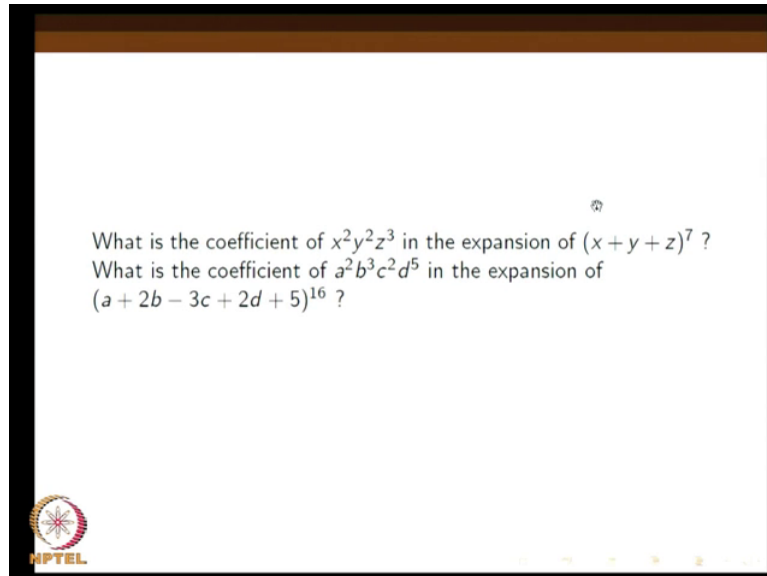 What is the coefficient of x²y²z³ in the expansion of (x + y + z)⁷ ?
What is the coefficient of a²b³c²d⁵ in the expansion of
(a + 2b – 3c + 2d + 5)¹⁶ ?
NPTEL